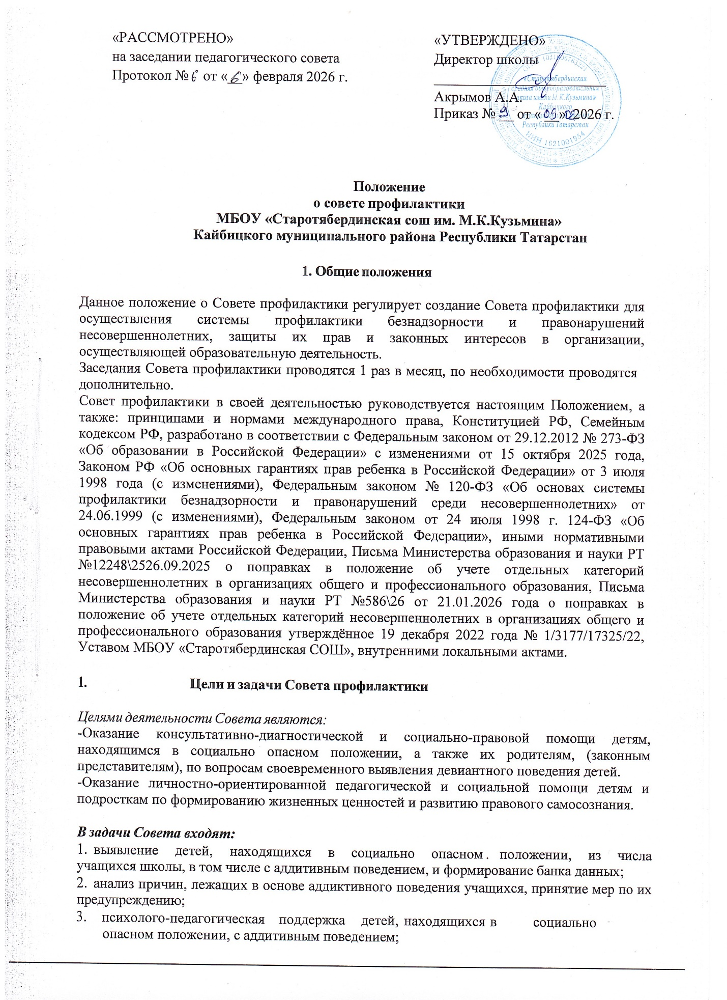 «РАССМОТРЕНО»
на заседании педагогического совета
Протокол №6 от «6» февраля 2026 г.
«УТВЕРЖДЕНО»
Директор школы
Акрымов А.А.
Приказ № 9 от « 09 » 02 2026 г.
ОГРН 1021606763221
«Старотябердинская
средняя общеобразовательная
школа имени М.К.Кузьмина»
Кайбицкого
Республики Татарстан
ИНН 1621001954
Положение
о совете профилактики
МБОУ «Старотябердинская сош им. М.К.Кузьмина»
Кайбицкого муниципального района Республики Татарстан
1. Общие положения
Данное положение о Совете профилактики регулирует создание Совета профилактики для
осуществления системы профилактики безнадзорности и правонарушений
несовершеннолетних, защиты их прав и законных интересов в организации,
осуществляющей образовательную деятельность.
Заседания Совета профилактики проводятся 1 раз в месяц, по необходимости проводятся
дополнительно.
Совет профилактики в своей деятельностью руководствуется настоящим Положением, а
также: принципами и нормами международного права, Конституцией РФ, Семейным
кодексом РФ, разработано в соответствии с Федеральным законом от 29.12.2012 № 273-ФЗ
«Об образовании в Российской Федерации» с изменениями от 15 октября 2025 года,
Законом РФ «Об основных гарантиях прав ребенка в Российской Федерации» от 3 июля
1998 года (с изменениями), Федеральным законом № 120-ФЗ «Об основах системы
профилактики безнадзорности и правонарушений среди несовершеннолетних» от
24.06.1999 (с изменениями), Федеральным законом от 24 июля 1998 г. 124-ФЗ «Об
основных гарантиях прав ребенка в Российской Федерации», иными нормативными
правовыми актами Российской Федерации, Письма Министерства образования и науки РТ
№12248\2526.09.2025 о поправках в положение об учете отдельных категорий
несовершеннолетних в организациях общего и профессионального образования, Письма
Министерства образования и науки РТ №586\26 от 21.01.2026 года о поправках в
положение об учете отдельных категорий несовершеннолетних в организациях общего и
профессионального образования утверждённое 19 декабря 2022 года № 1/3177/17325/22,
Уставом МБОУ «Старотябердинская СОШ», внутренними локальными актами.
1. Цели и задачи Совета профилактики
Целями деятельности Совета являются:
-Оказание консультативно-диагностической и социально-правовой помощи детям,
находящимся в социально опасном положении, а также их родителям, (законным
представителям), по вопросам своевременного выявления девиантного поведения детей.
-Оказание личностно-ориентированной педагогической и социальной помощи детям и
подросткам по формированию жизненных ценностей и развитию правового самосознания.
В задачи Совета входят:
1. выявление детей, находящихся в социально опасном положении, из числа
учащихся школы, в том числе с аддитивным поведением, и формирование банка данных;
2. анализ причин, лежащих в основе аддиктивного поведения учащихся, принятие мер по их
предупреждению;
3. психолого-педагогическая поддержка детей, находящихся в социально
опасном положении, с аддитивным поведением;